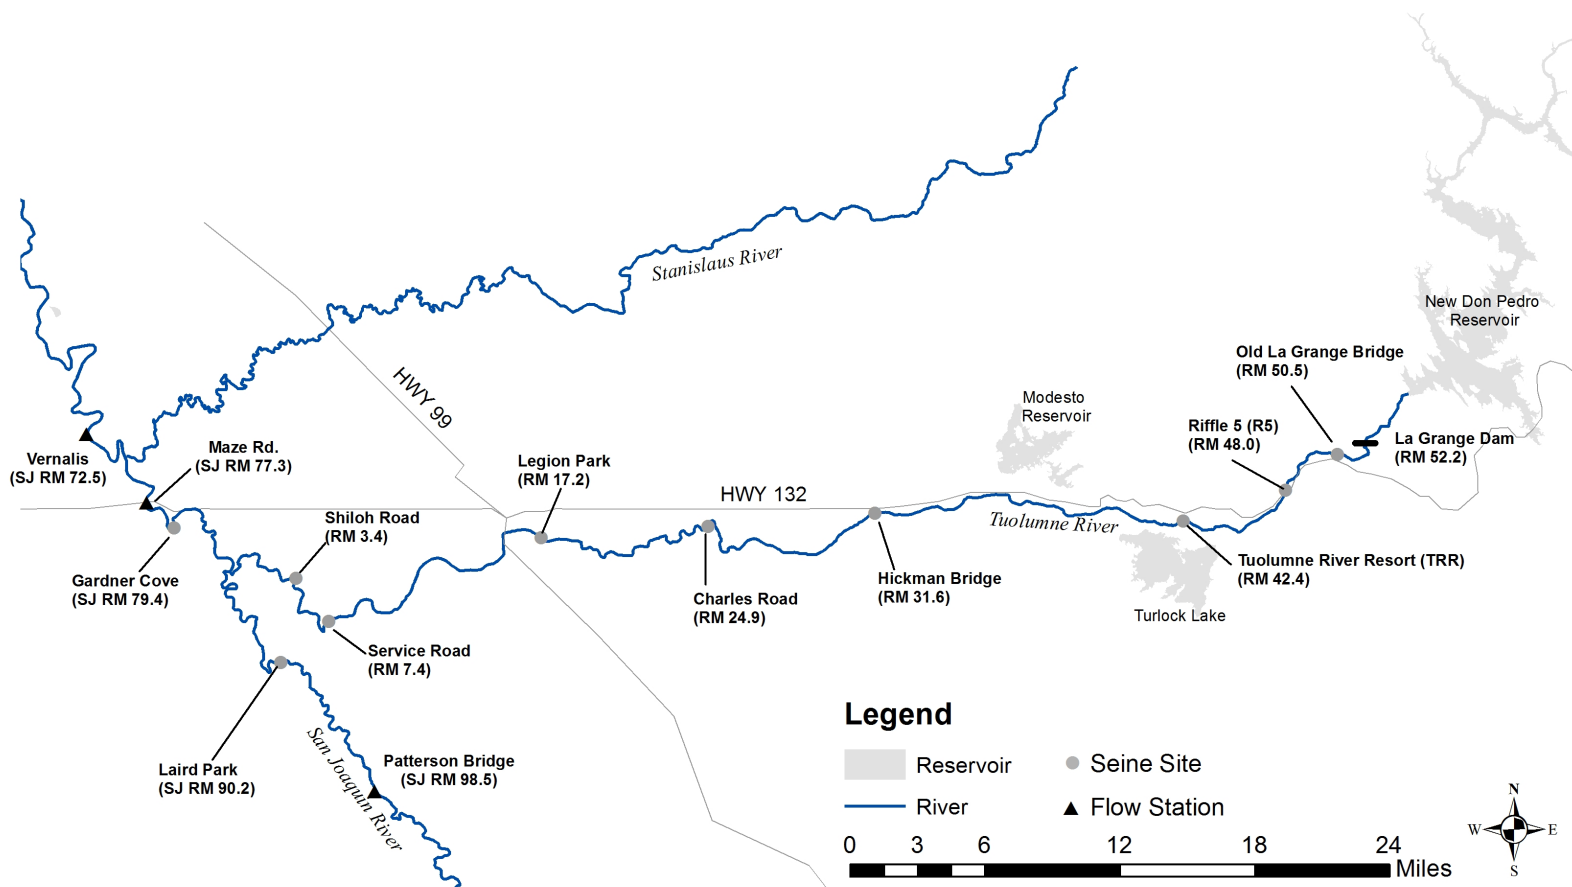 Stanislaus River
New Don Pedro
Reservoir
Old La Grange Bridge
(RM 50.5)
HWY 99
Modesto
Reservoir
Riffle 5 (R5)
(RM 48.0)
La Grange Dam
(RM 52.2)
Vernalis
(SJ RM 72.5)
Maze Rd.
(SJ RM 77.3)
Legion Park
(RM 17.2)
HWY 132
Shiloh Road
(RM 3.4)
Tuolumne River
Gardner Cove
(SJ RM 79.4)
Charles Road
(RM 24.9)
Hickman Bridge
(RM 31.6)
Tuolumne River Resort (TRR)
(RM 42.4)
Turlock Lake
Service Road
(RM 7.4)
Laird Park
(SJ RM 90.2)
San Joaquin River
Patterson Bridge
(SJ RM 98.5)
Legend
Reservoir
Seine Site
River
Flow Station
0 3 6 12 18 24
Miles
N
W E
S